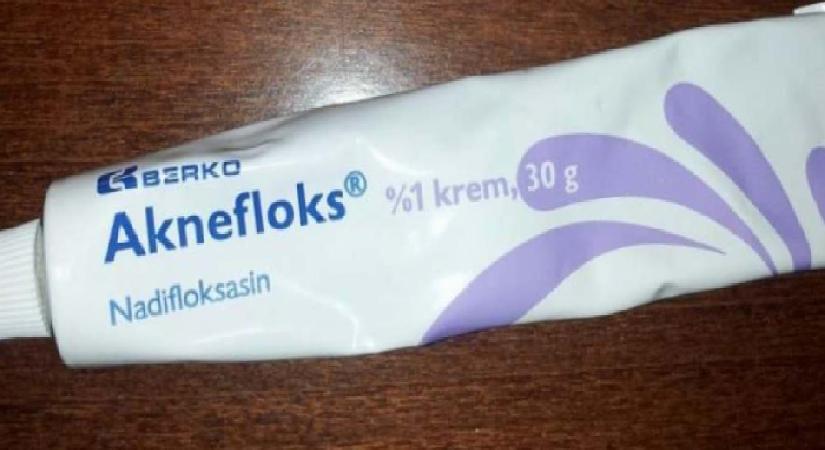 BERKO
Aknefloks® %1 krem, 30 g
Nadifloksasin